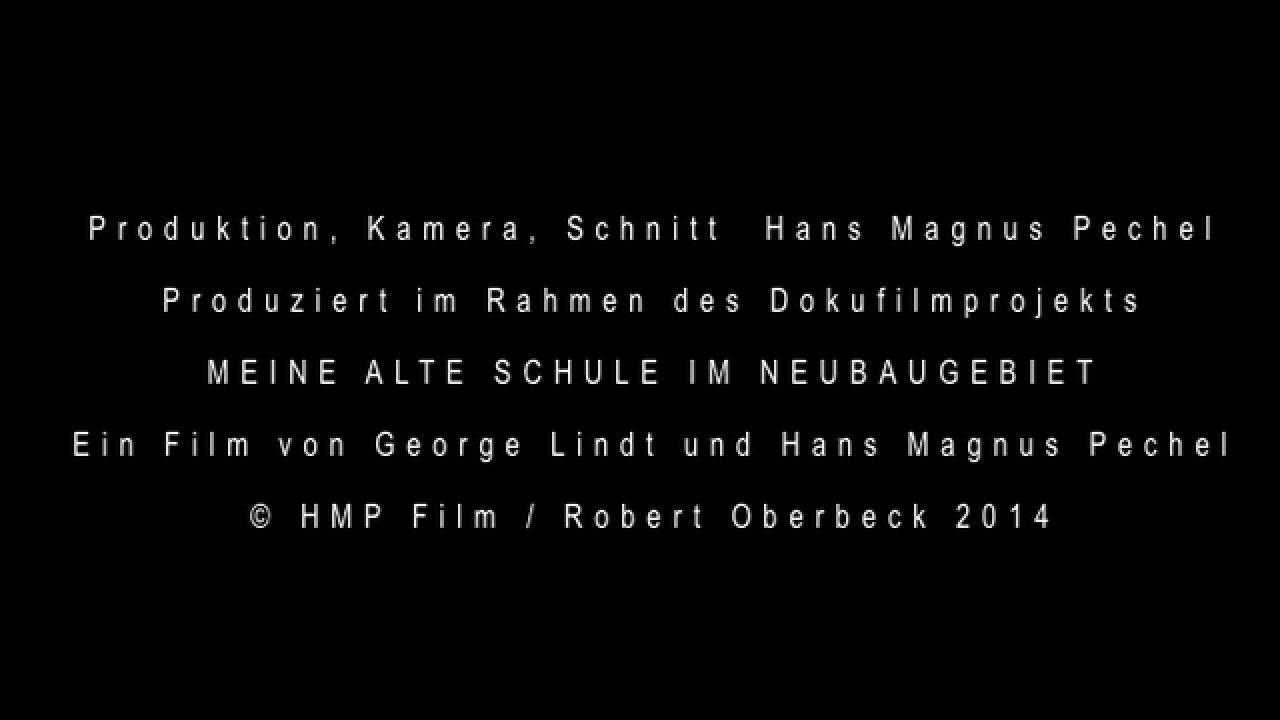 Produktion, Kamera, Schnitt  Hans Magnus Pechel
Produziert im Rahmen des Dokufilmprojekts
MEINE ALTE SCHULE IM NEUBAUGEBIET
Ein Film von George Lindt und Hans Magnus Pechel
© HMP Film / Robert Oberbeck 2014